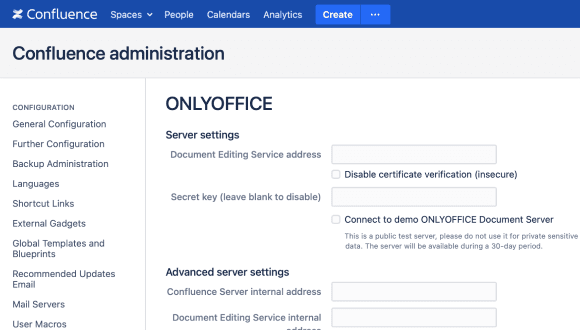 Confluence Spaces People Calendars Analytics Create ...
Confluence administration
CONFIGURATION
General Configuration
Further Configuration
Backup Administration
Languages
Shortcut Links
External Gadgets
Global Templates and
Blueprints
Recommended Updates
Email
Mail Servers
User Macros
ONLYOFFICE
Server settings
Document Editing Service address
Disable certificate verification (insecure)
Secret key (leave blank to disable)
Connect to demo ONLYOFFICE Document Server
This is a public test server, please do not use it for private sensitive
data. The server will be available during a 30-day period.
Advanced server settings
Confluence Server internal address
Document Editing Service internal